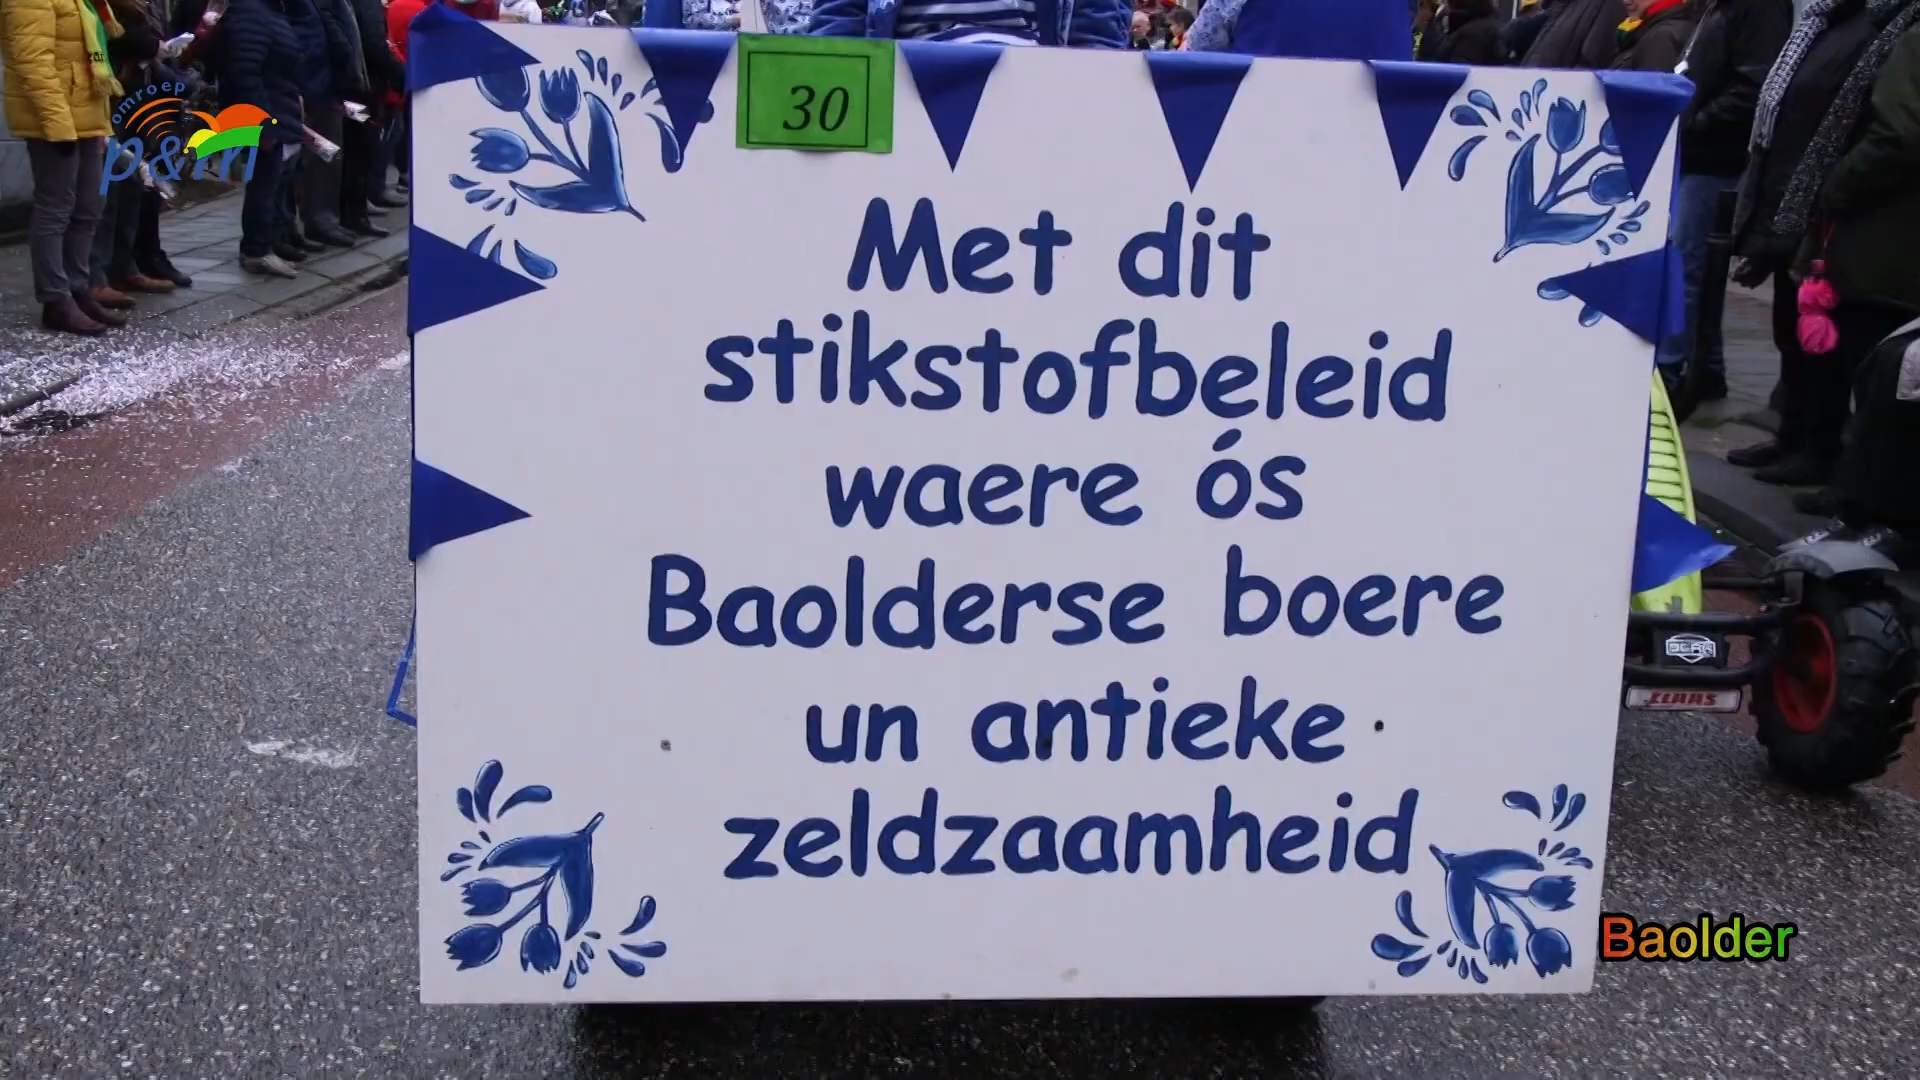 omroep
p&m
30
Met dit
stikstofbeleid
waere ós
Baolderse boere
un antieke
zeldzaamheid
CLAAS
Baolder